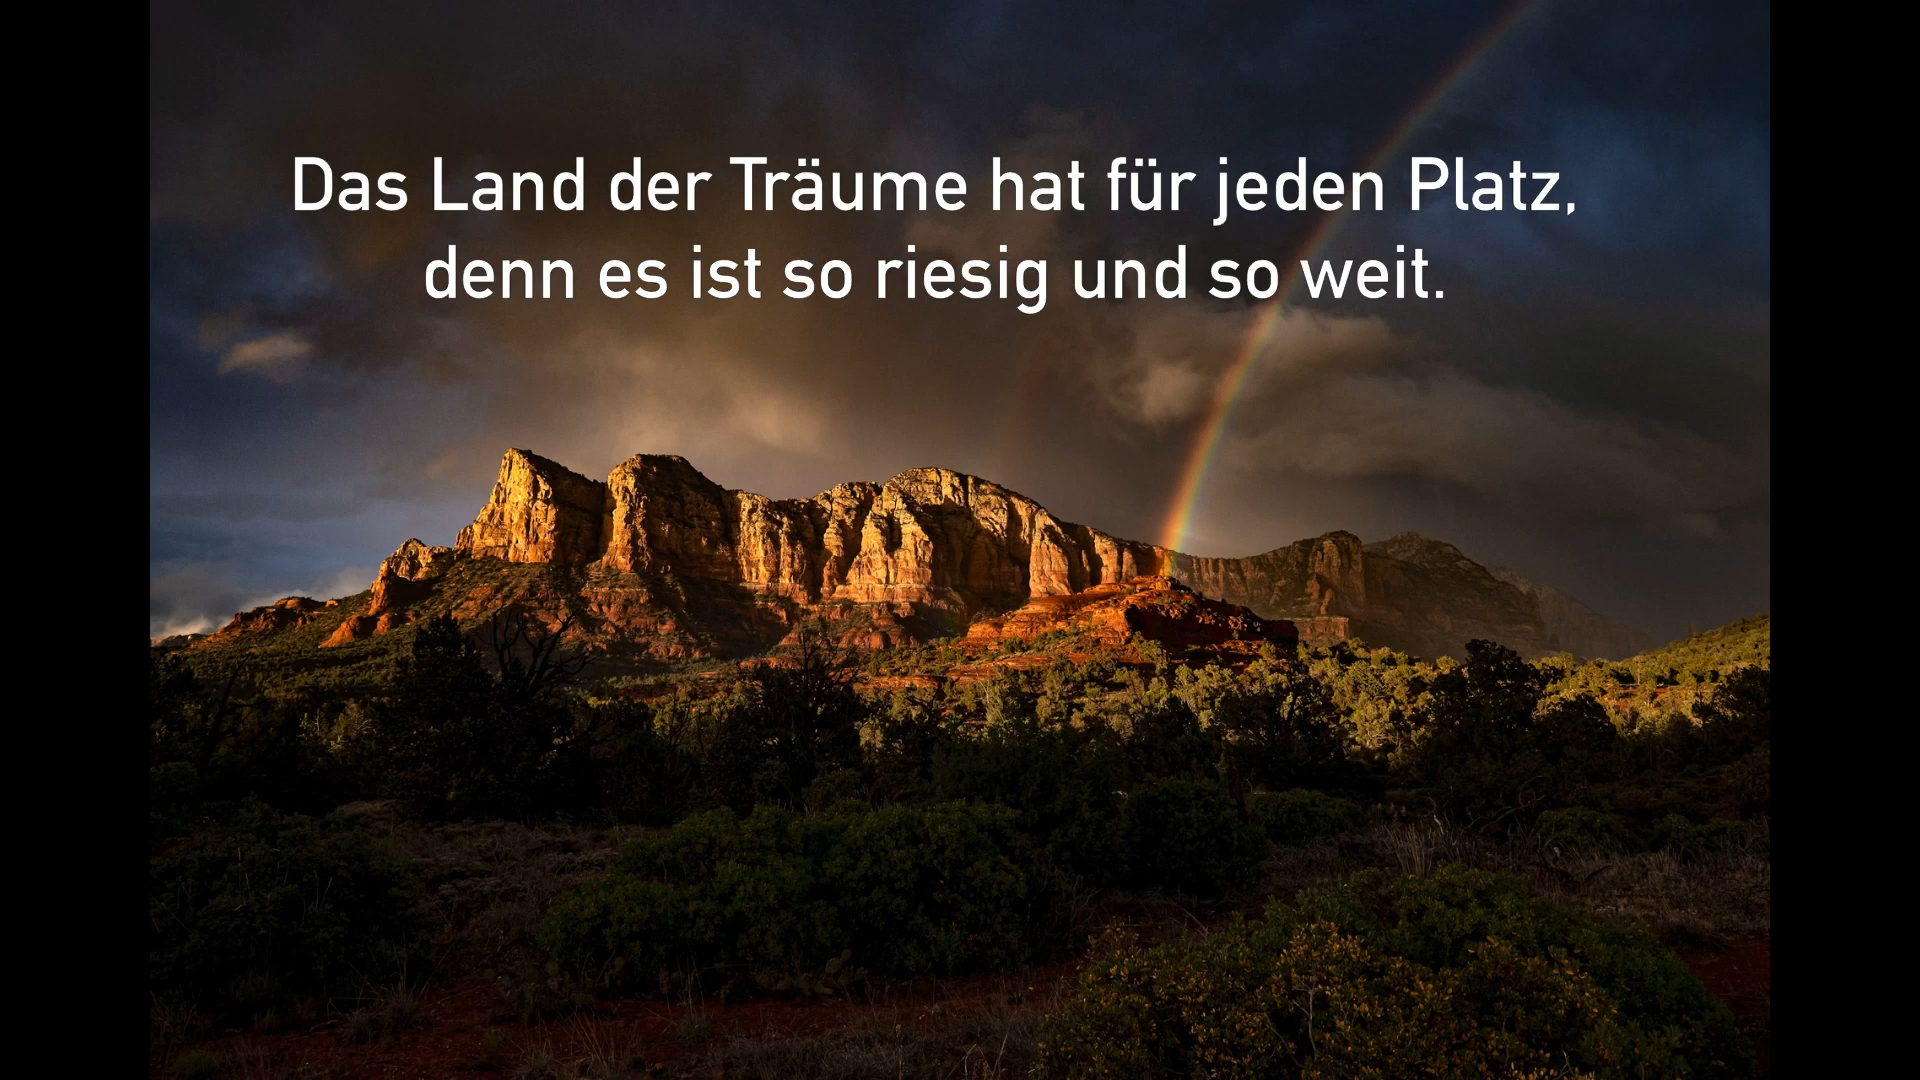 Das Land der Träume hat für jeden Platz,
denn es ist so riesig und so weit.